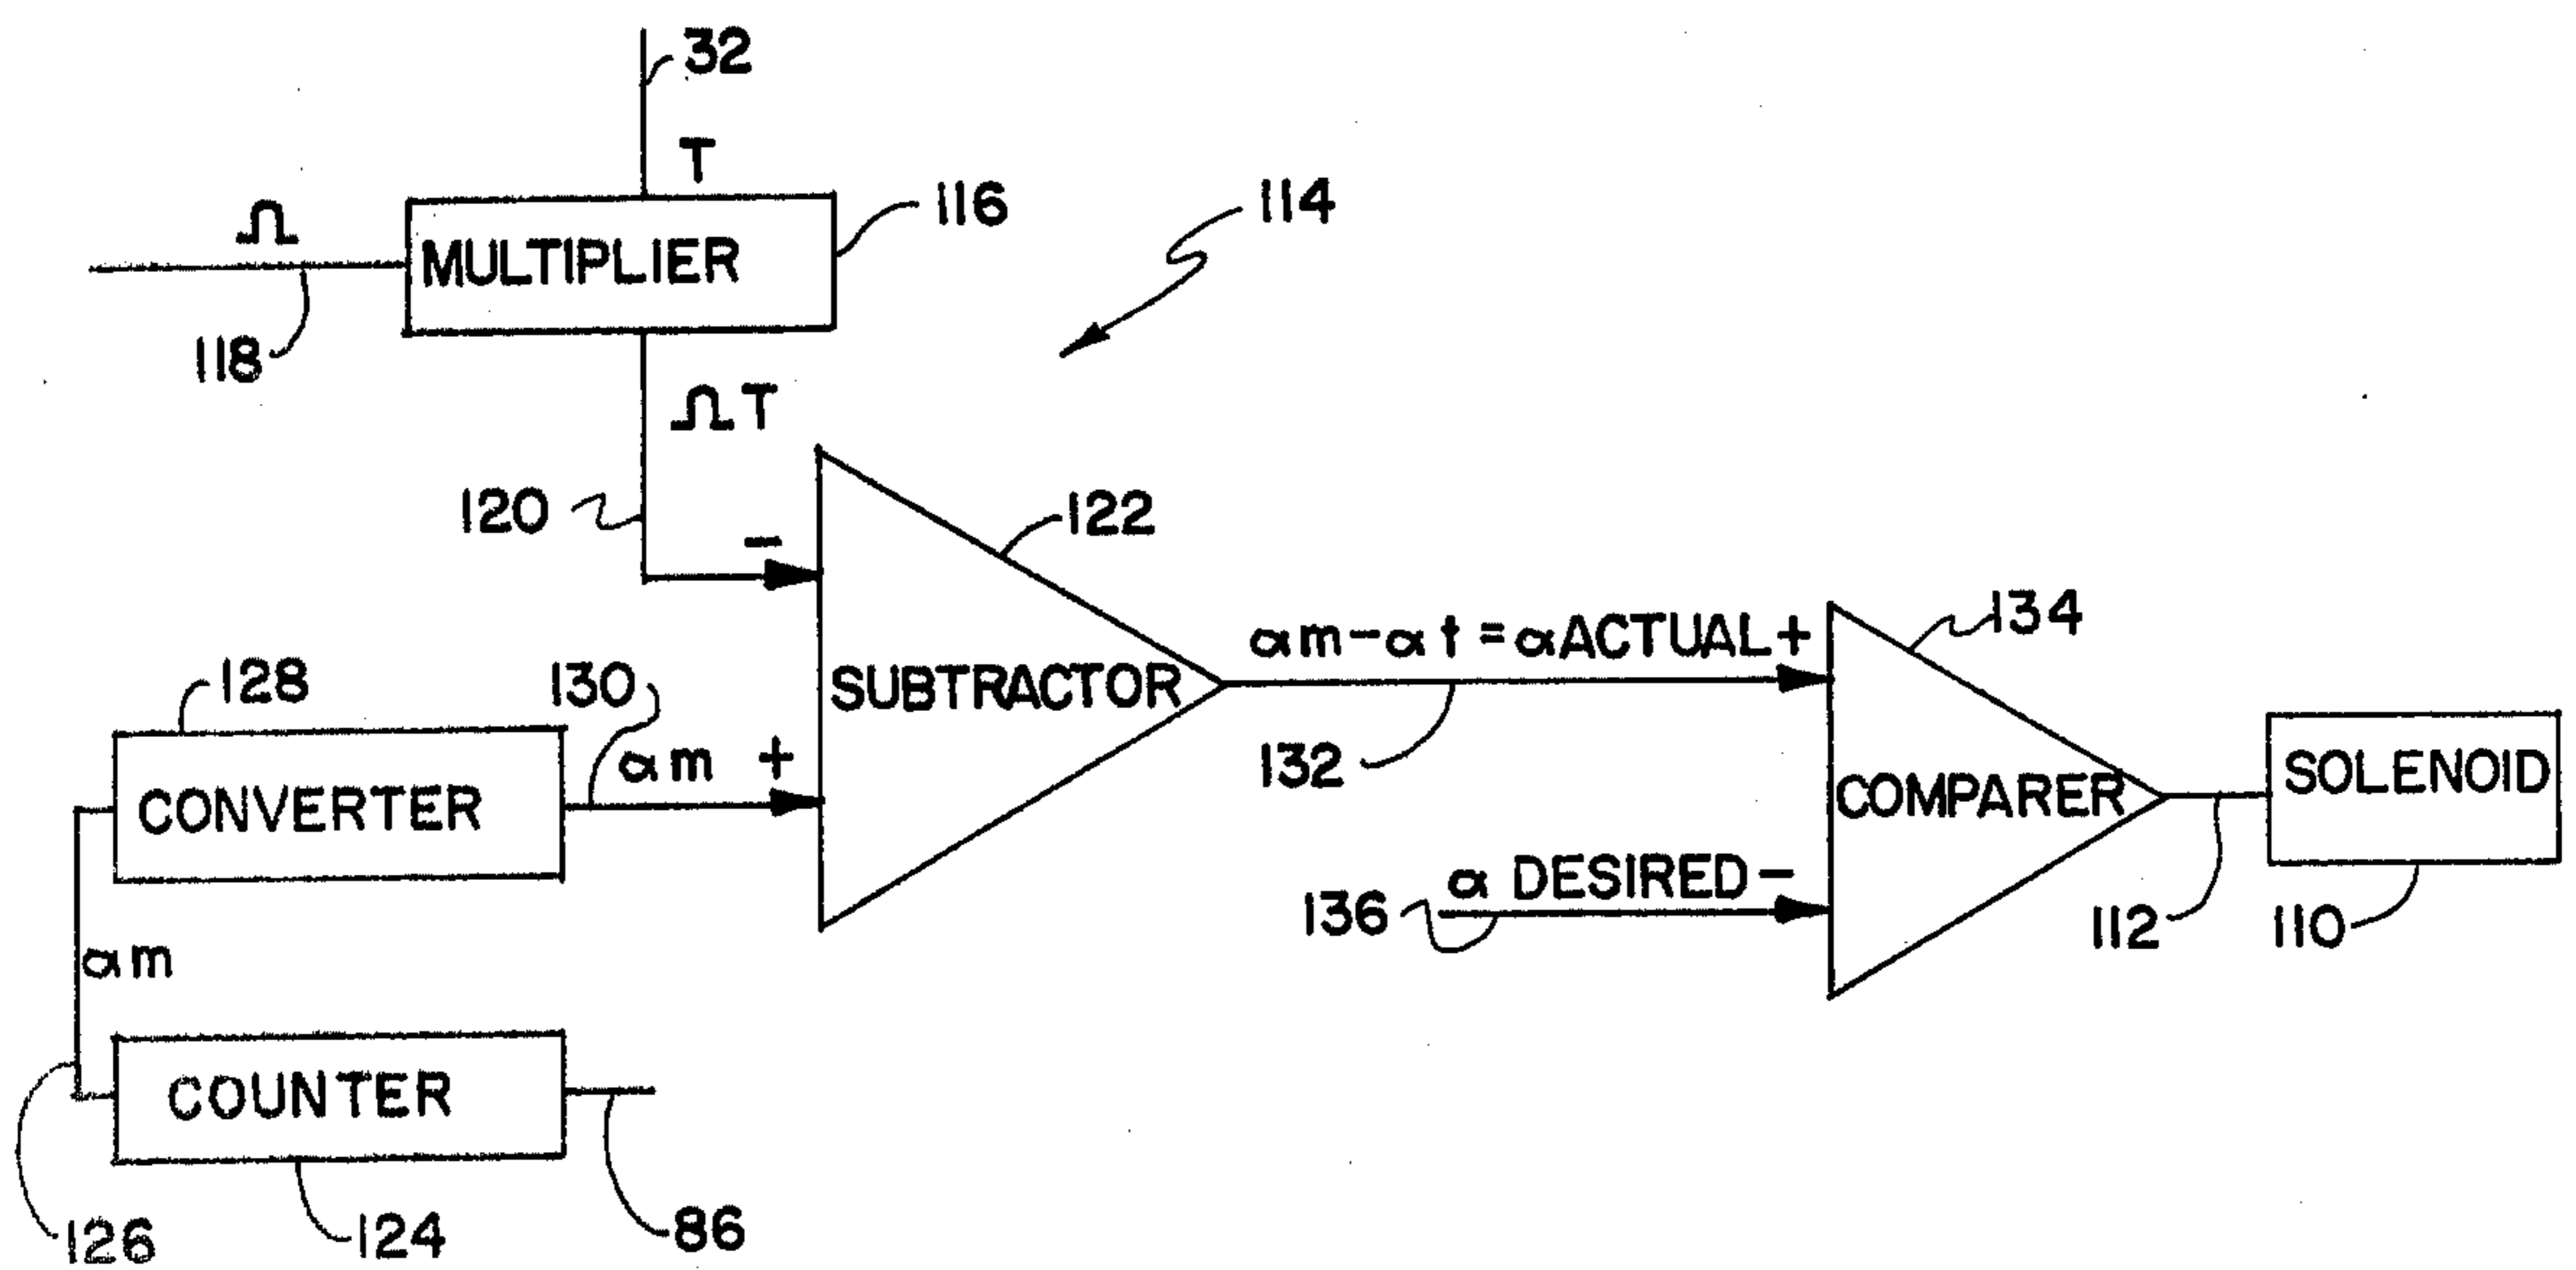 32
T
116
114
Ω
MULTIPLIER
118
ΩT
120
122
-
134
αm-αt=αACTUAL+
SUBTRACTOR
128
130
αm +
132
SOLENOID
CONVERTER
COMPARER
α DESIRED-
136
112
110
αm
COUNTER
126
124
86